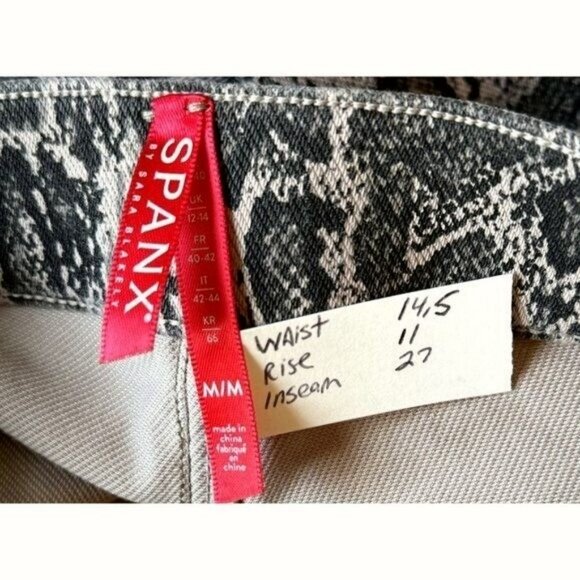 SPANX®
BY SARA BLAKELY
UK
12-14
FR
40-42
IT
42-44
KR
66
M/M
made in
china
fabriqué
en
chine
WAist 14.5
Rise 11
Inseam 27